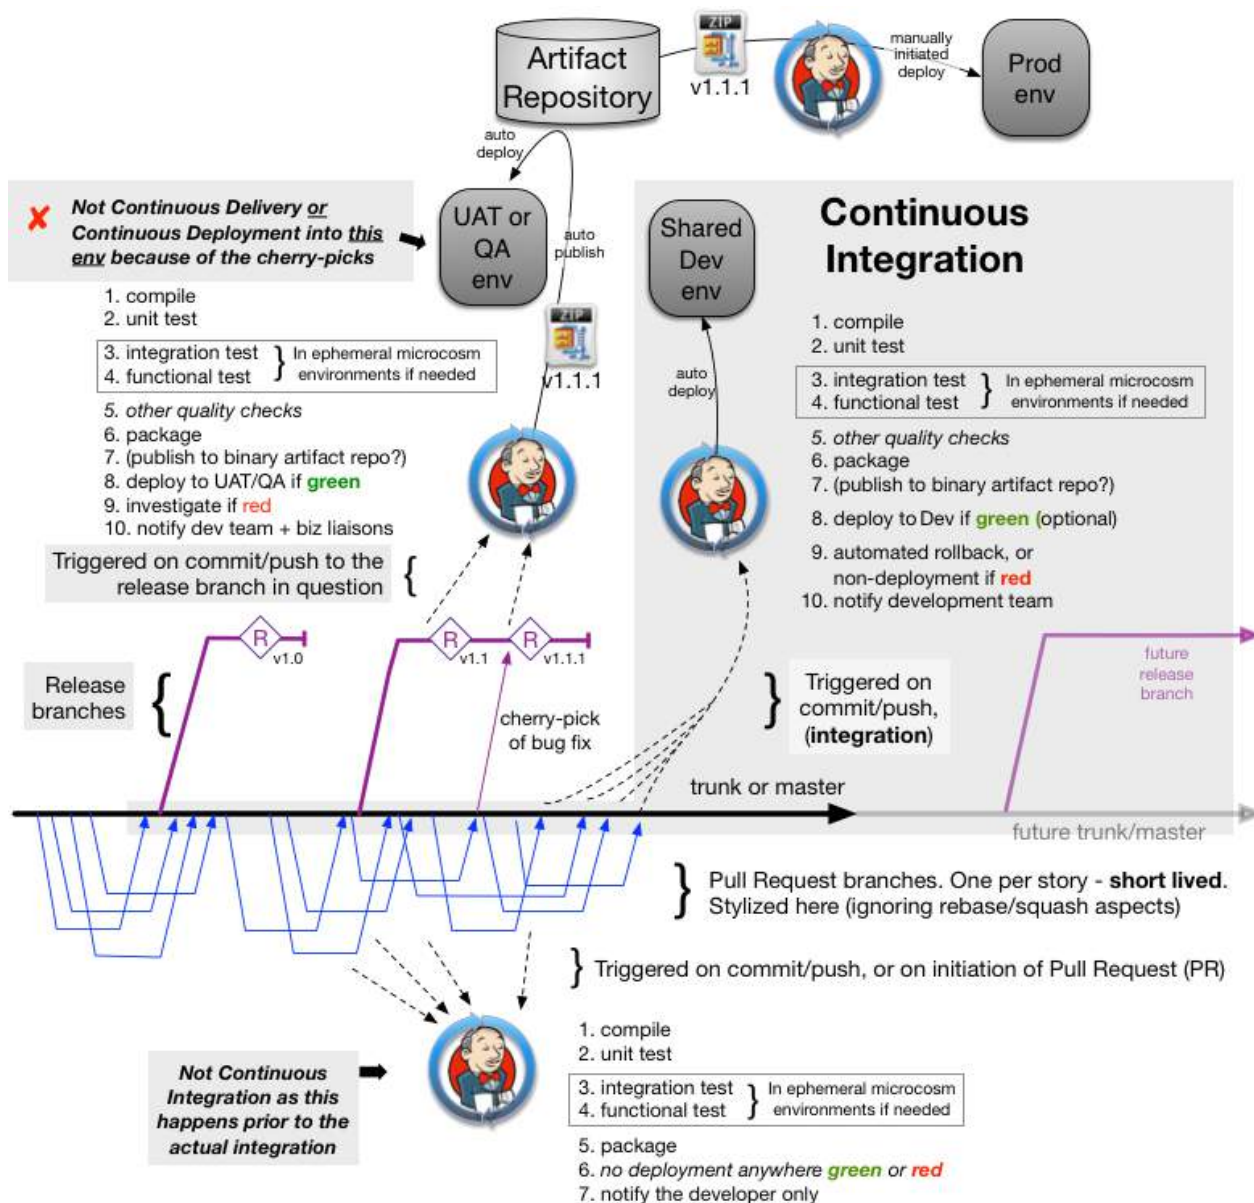 Artifact
Repository
ZIP
v1.1.1
manually
initiated
deploy
Prod
env
auto
deploy
✘
Not Continuous Delivery or
Continuous Deployment into this
env because of the cherry-picks
UAT or
QA
env
auto
publish
ZIP
v1.1.1
1. compile
2. unit test
3. integration test
4. functional test
} In ephemeral microcosm
environments if needed
5. other quality checks
6. package
7. (publish to binary artifact repo?)
8. deploy to UAT/QA if green
9. investigate if red
10. notify dev team + biz liaisons
Triggered on commit/push to the
release branch in question
{
Shared
Dev
env
auto
deploy
Continuous
Integration
1. compile
2. unit test
3. integration test
4. functional test
} In ephemeral microcosm
environments if needed
5. other quality checks
6. package
7. (publish to binary artifact repo?)
8. deploy to Dev if green (optional)
9. automated rollback, or
non-deployment if red
10. notify development team
Release
branches
{
R
v1.0
R
v1.1
R
v1.1.1
cherry-pick
of bug fix
} Triggered on
commit/push,
(integration)
future
release
branch
trunk or master
future trunk/master
} Pull Request branches. One per story - short lived.
Stylized here (ignoring rebase/squash aspects)
} Triggered on commit/push, or on initiation of Pull Request (PR)
Not Continuous
Integration as this
happens prior to the
actual integration
1. compile
2. unit test
3. integration test
4. functional test
} In ephemeral microcosm
environments if needed
5. package
6. no deployment anywhere green or red
7. notify the developer only